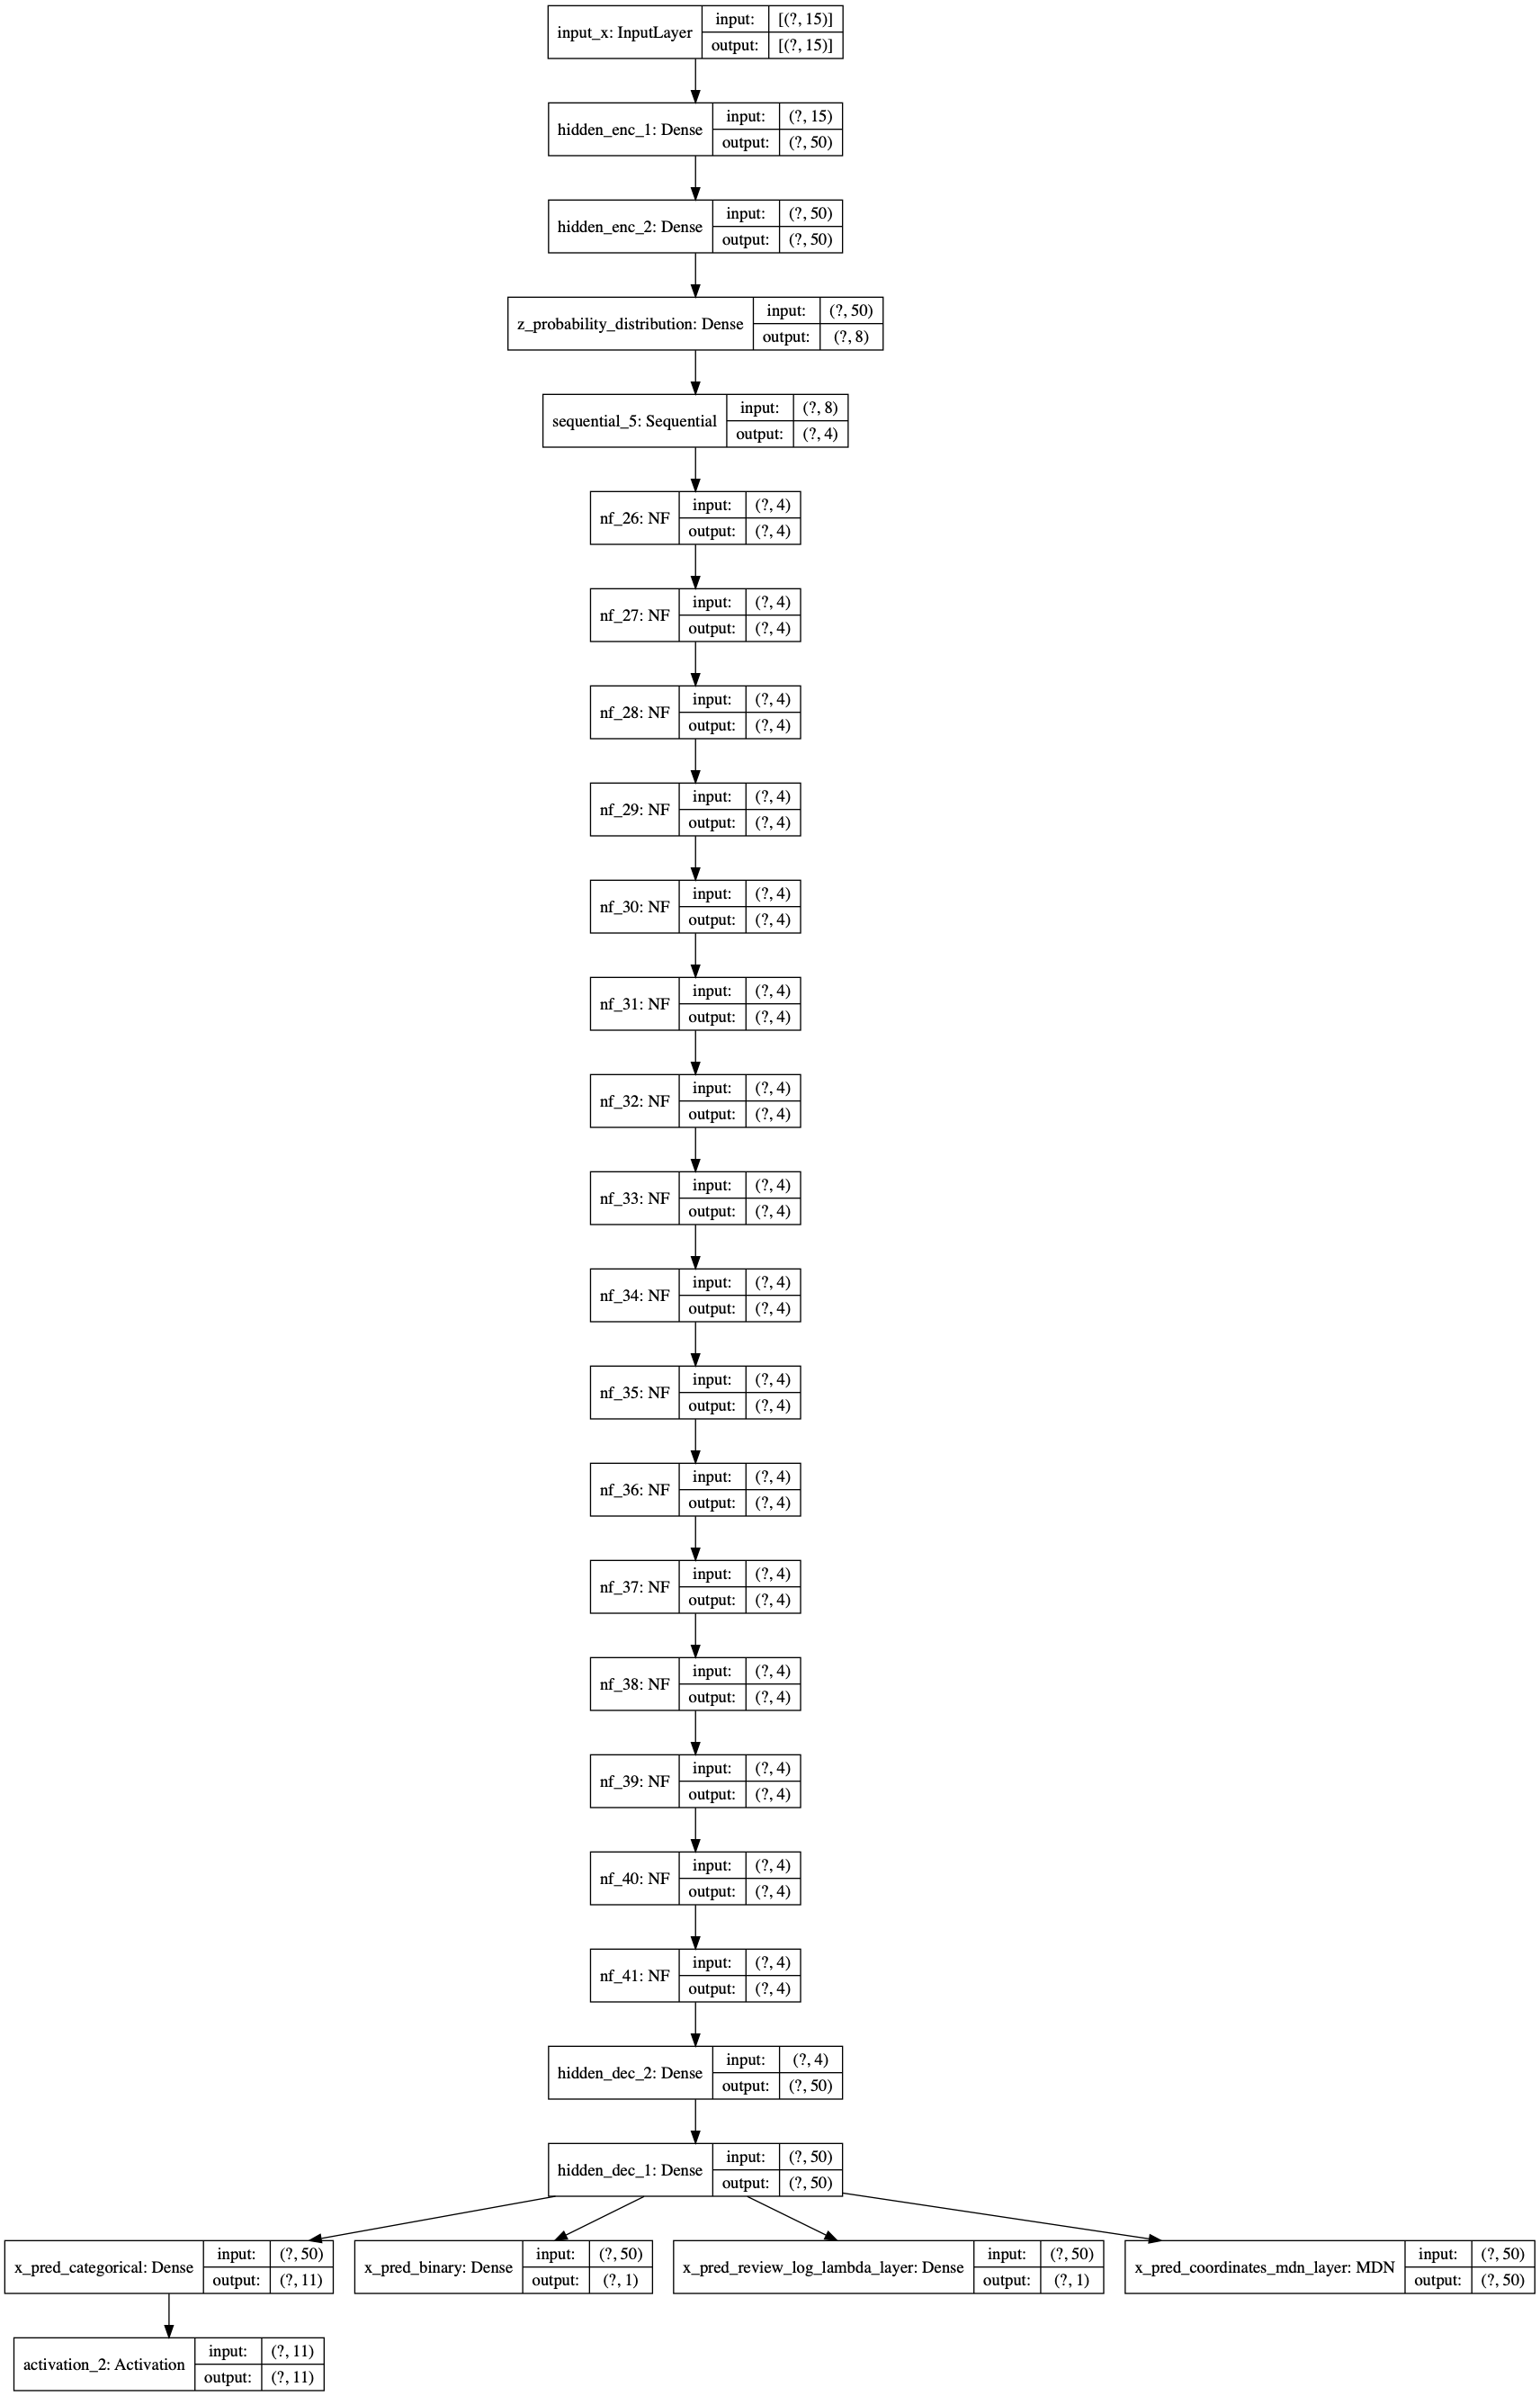 input_x: InputLayer
input: [(?, 15)]
output: [(?, 15)]
hidden_enc_1: Dense
input: (?, 15)
output: (?, 50)
hidden_enc_2: Dense
input: (?, 50)
output: (?, 50)
z_probability_distribution: Dense
input: (?, 50)
output: (?, 8)
sequential_5: Sequential
input: (?, 8)
output: (?, 4)
nf_26: NF
input: (?, 4)
output: (?, 4)
nf_27: NF
input: (?, 4)
output: (?, 4)
nf_28: NF
input: (?, 4)
output: (?, 4)
nf_29: NF
input: (?, 4)
output: (?, 4)
nf_30: NF
input: (?, 4)
output: (?, 4)
nf_31: NF
input: (?, 4)
output: (?, 4)
nf_32: NF
input: (?, 4)
output: (?, 4)
nf_33: NF
input: (?, 4)
output: (?, 4)
nf_34: NF
input: (?, 4)
output: (?, 4)
nf_35: NF
input: (?, 4)
output: (?, 4)
nf_36: NF
input: (?, 4)
output: (?, 4)
nf_37: NF
input: (?, 4)
output: (?, 4)
nf_38: NF
input: (?, 4)
output: (?, 4)
nf_39: NF
input: (?, 4)
output: (?, 4)
nf_40: NF
input: (?, 4)
output: (?, 4)
nf_41: NF
input: (?, 4)
output: (?, 4)
hidden_dec_2: Dense
input: (?, 4)
output: (?, 50)
hidden_dec_1: Dense
input: (?, 50)
output: (?, 50)
x_pred_categorical: Dense
input: (?, 50)
output: (?, 11)
x_pred_binary: Dense
input: (?, 50)
output: (?, 1)
x_pred_review_log_lambda_layer: Dense
input: (?, 50)
output: (?, 1)
x_pred_coordinates_mdn_layer: MDN
input: (?, 50)
output: (?, 50)
activation_2: Activation
input: (?, 11)
output: (?, 11)